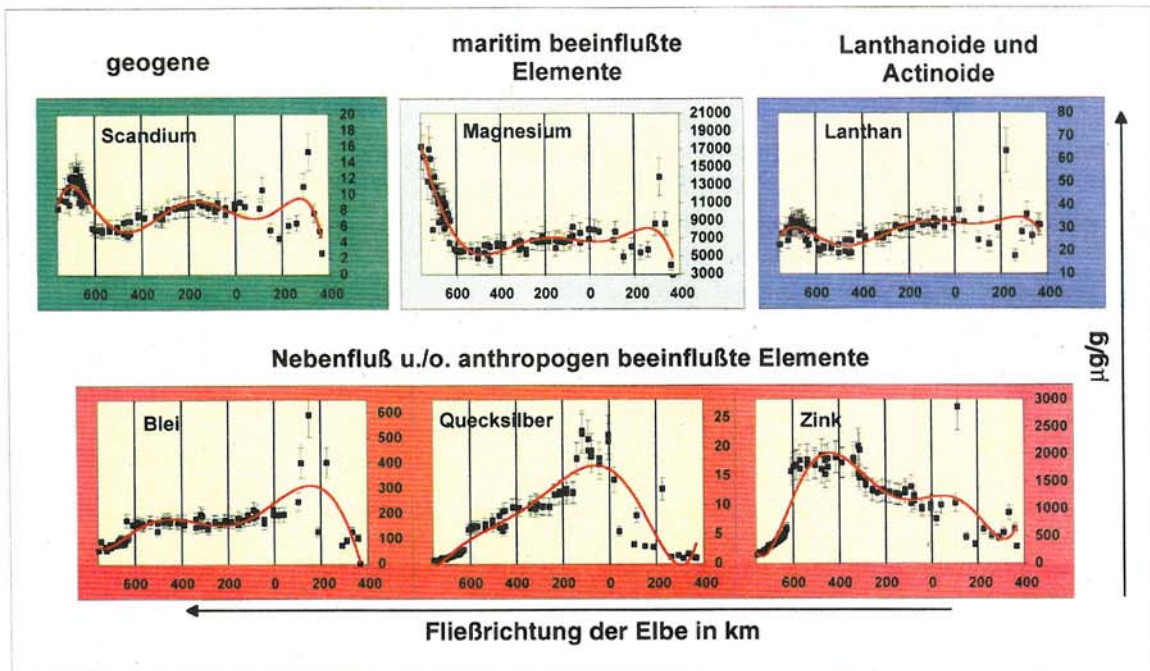 geogene
maritim beeinflußte
Elemente
Lanthanoide und
Actinoide
Scandium
20
18
16
14
12
10
8
6
4
2
0
600 400 200 0 200 400
Magnesium
21000
19000
17000
15000
13000
11000
9000
7000
5000
3000
600 400 200 0 200 400
Lanthan
80
70
60
50
40
30
20
10
600 400 200 0 200 400
µg/g
Nebenfluß u./o. anthropogen beeinflußte Elemente
Blei
600
500
400
300
200
100
0
600 400 200 0 200 400
Quecksilber
25
20
15
10
5
0
600 400 200 0 200 400
Zink
3000
2500
2000
1500
1000
500
0
600 400 200 0 200 400
Fließrichtung der Elbe in km